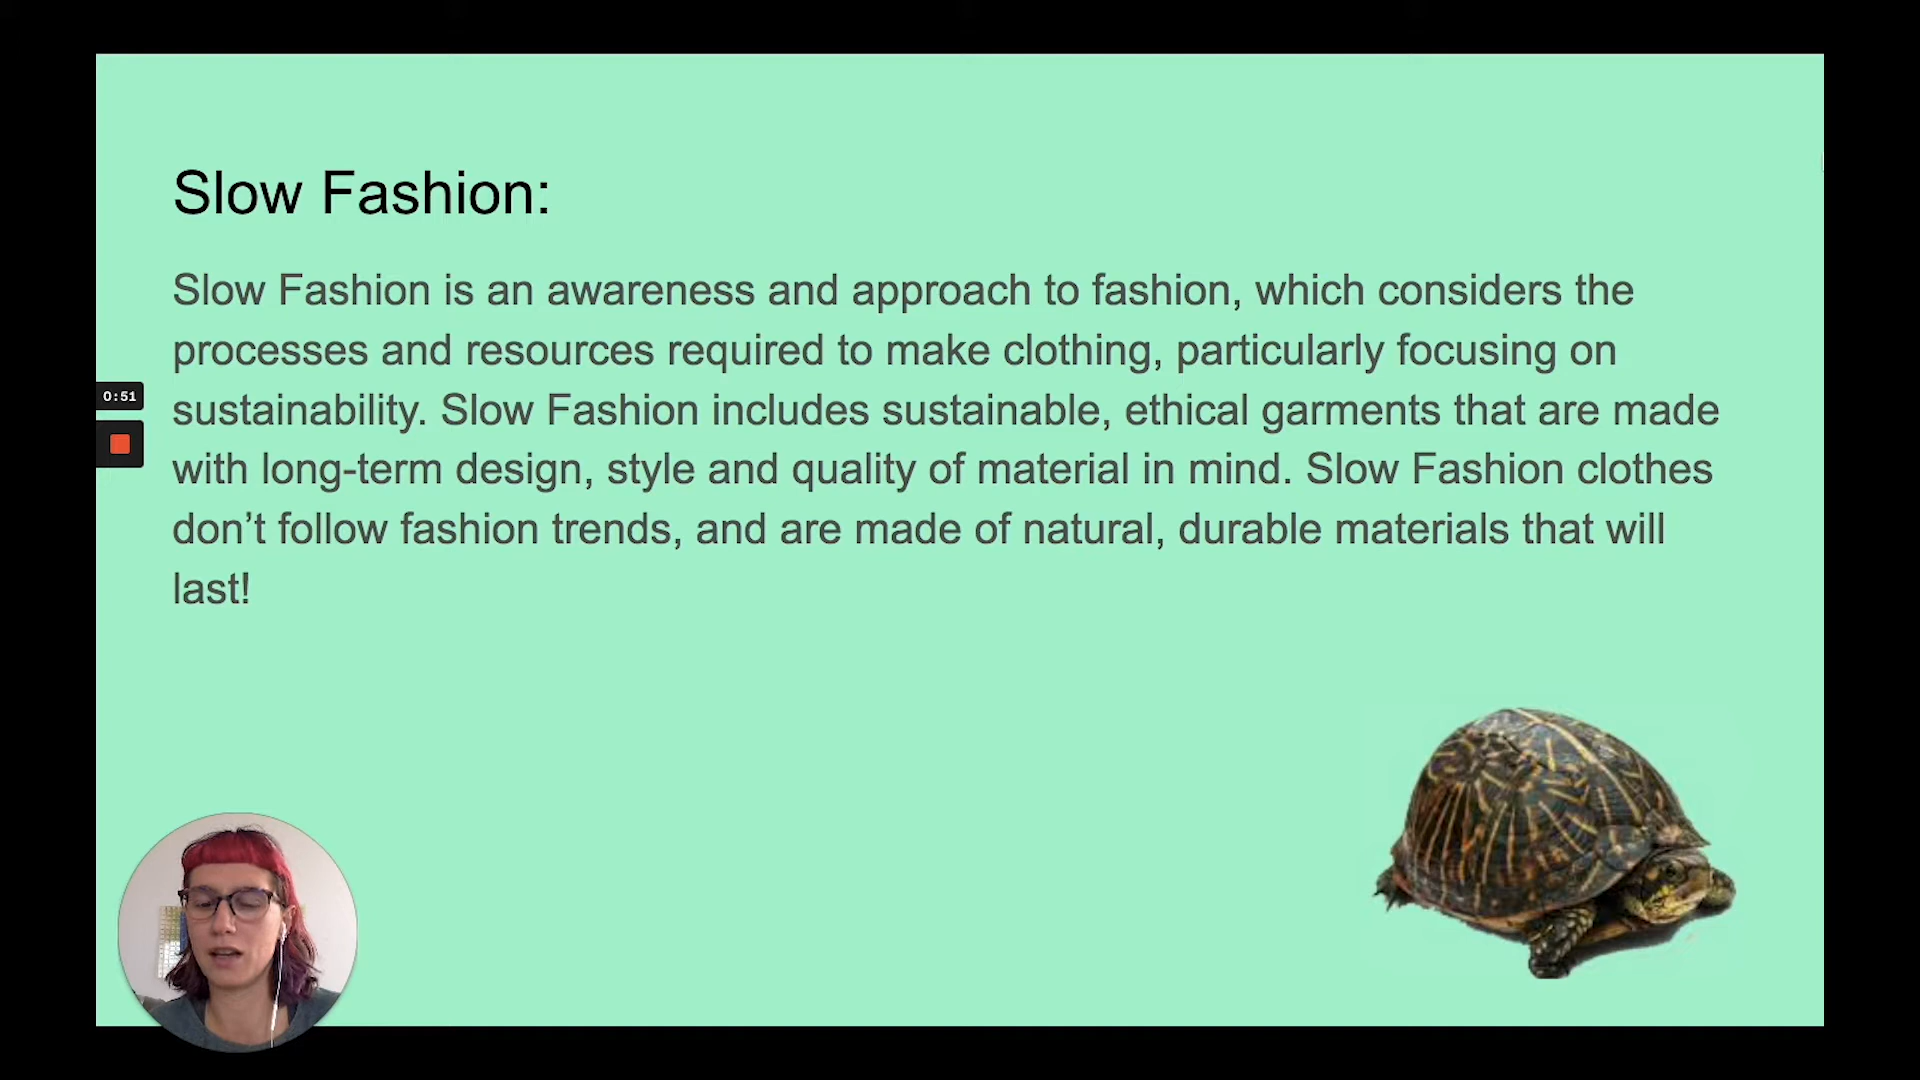 Slow Fashion:
Slow Fashion is an awareness and approach to fashion, which considers the
processes and resources required to make clothing, particularly focusing on
sustainability. Slow Fashion includes sustainable, ethical garments that are made
with long-term design, style and quality of material in mind. Slow Fashion clothes
don’t follow fashion trends, and are made of natural, durable materials that will
last!
0:51